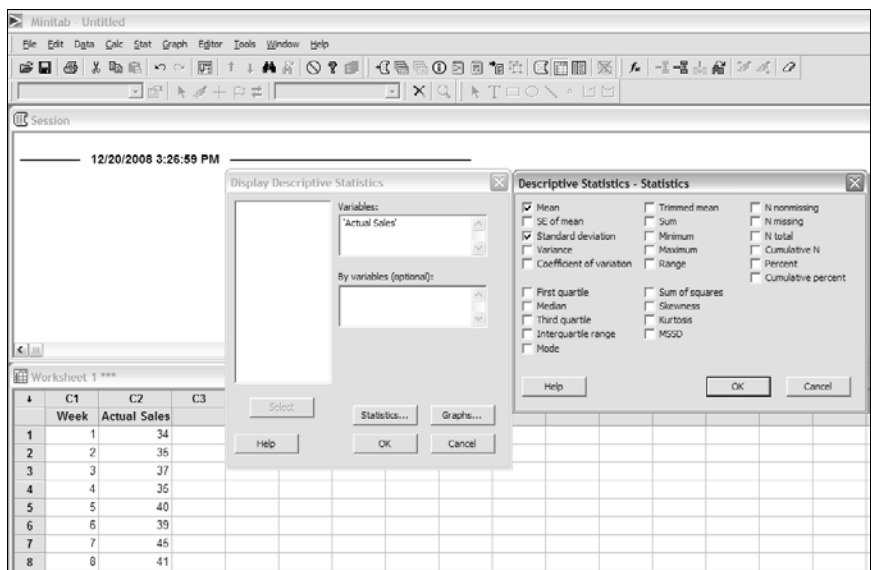 Minitab - Untitled
File Edit Data Calc Stat Graph Editor Tools Window Help
Session
12/20/2008 3:26:59 PM
Display Descriptive Statistics
Variables:
'Actual Sales'
By variables (optional):
Select
Statistics...
Graphs...
Help
OK
Cancel
Descriptive Statistics - Statistics
Mean
SE of mean
Standard deviation
Variance
Coefficient of variation
First quartile
Median
Third quartile
Interquartile range
Mode
Trimmed mean
Sum
Minimum
Maximum
Range
Sum of squares
Skewness
Kurtosis
MSSD
N nonmissing
N missing
N total
Cumulative N
Percent
Cumulative percent
Help
OK
Cancel
Worksheet 1 ***
C1 C2 C3
Week Actual Sales
1 1 34
2 2
3 3 37
4 4
5 5 40
6 6 39
7 7
8 8 41